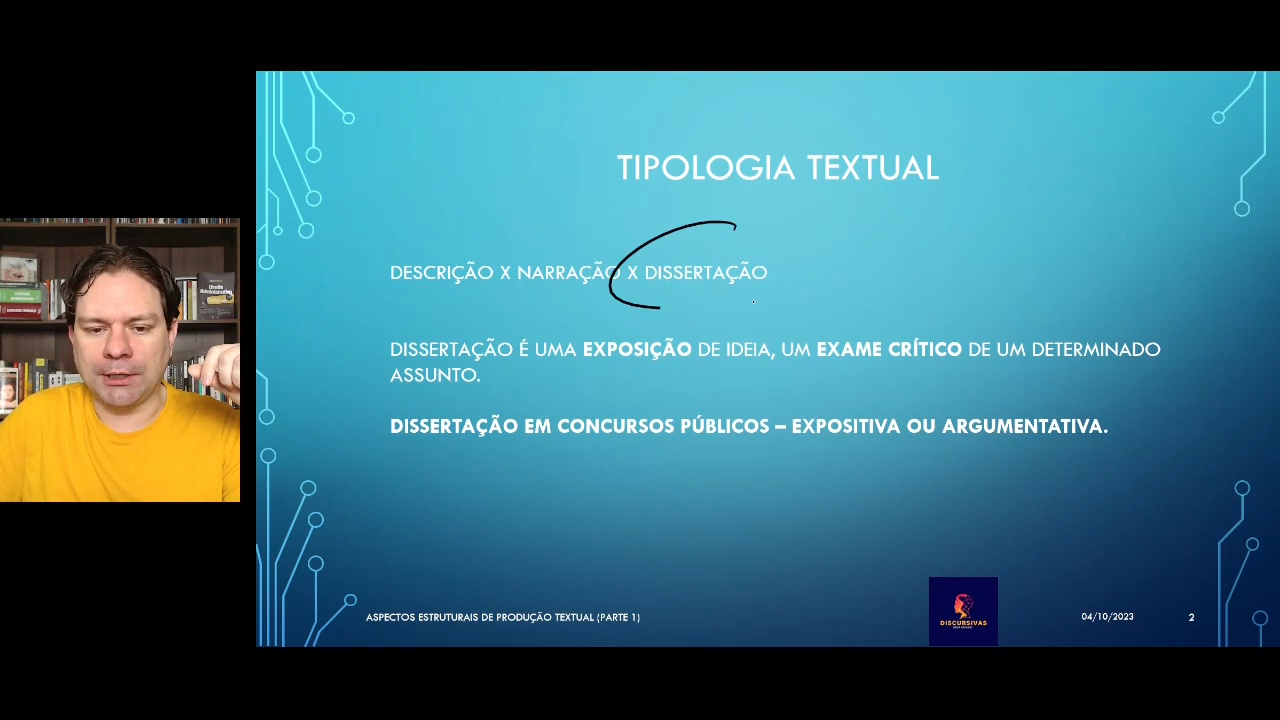 TIPOLOGIA TEXTUAL
DESCRIÇÃO X NARRAÇÃO X DISSERTAÇÃO
DISSERTAÇÃO É UMA EXPOSIÇÃO DE IDEIA, UM EXAME CRÍTICO DE UM DETERMINADO
ASSUNTO.
DISSERTAÇÃO EM CONCURSOS PÚBLICOS – EXPOSITIVA OU ARGUMENTATIVA.
ASPECTOS ESTRUTURAIS DE PRODUÇÃO TEXTUAL (PARTE 1)
DISCURSIVAS
04/10/2023
2